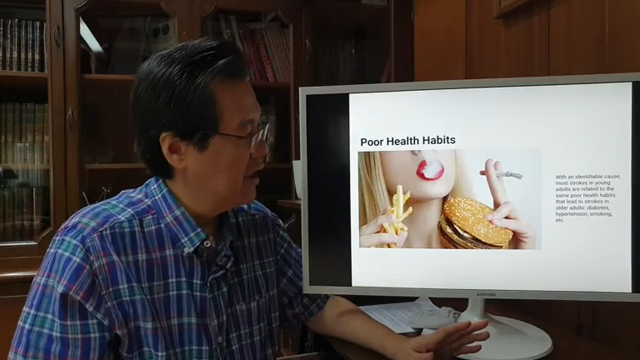 Poor Health Habits
With an identifiable cause,
most strokes in young
adults are related to the
same poor health habits
that lead to strokes in
older adults: diabetes,
hypertension, smoking,
etc.
SAMSUNG